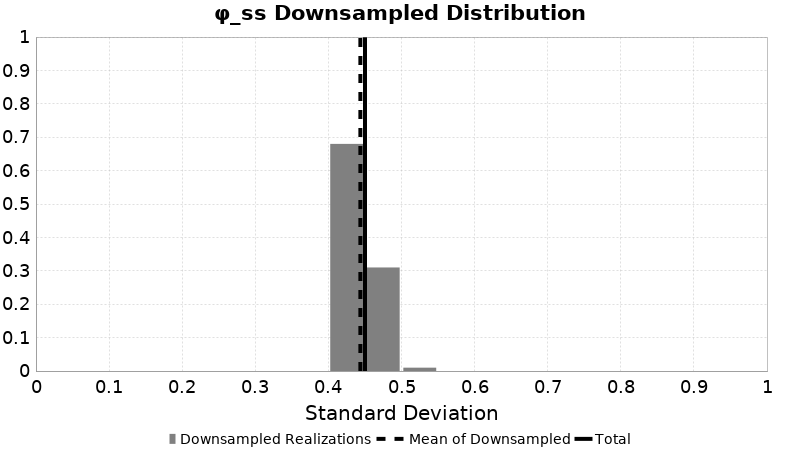 φ_ss Downsampled Distribution
1
0.9
0.8
0.7
0.6
0.5
0.4
0.3
0.2
0.1
0
0 0.1 0.2 0.3 0.4 0.5 0.6 0.7 0.8 0.9 1
Standard Deviation
Downsampled Realizations Mean of Downsampled Total